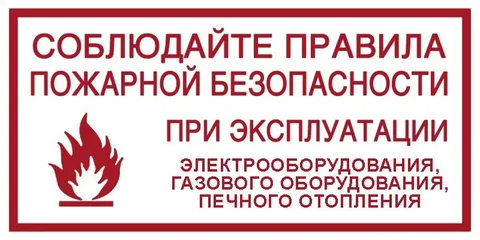 СОБЛЮДАЙТЕ ПРАВИЛА
ПОЖАРНОЙ БЕЗОПАСНОСТИ
ПРИ ЭКСПЛУАТАЦИИ
ЭЛЕКТРООБОРУДОВАНИЯ,
ГАЗОВОГО ОБОРУДОВАНИЯ,
ПЕЧНОГО ОТОПЛЕНИЯ